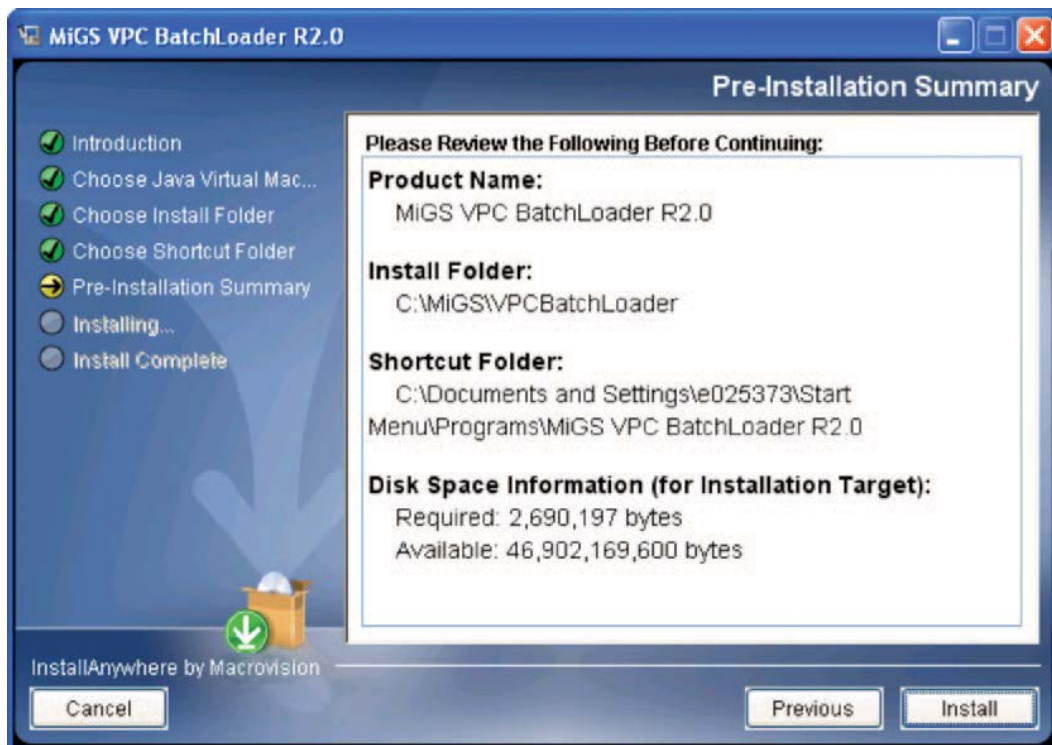 MiGS VPC BatchLoader R2.0
Pre-Installation Summary
Introduction
Choose Java Virtual Mac...
Choose Install Folder
Choose Shortcut Folder
Pre-Installation Summary
Installing...
Install Complete
Please Review the Following Before Continuing:
Product Name:
MiGS VPC BatchLoader R2.0
Install Folder:
C:\MiGS\VPCBatchLoader
Shortcut Folder:
C:\Documents and Settings\e025373\Start
Menu\Programs\MiGS VPC BatchLoader R2.0
Disk Space Information (for Installation Target):
Required: 2,690,197 bytes
Available: 46,902,169,600 bytes
InstallAnywhere by Macrovision
Cancel
Previous
Install